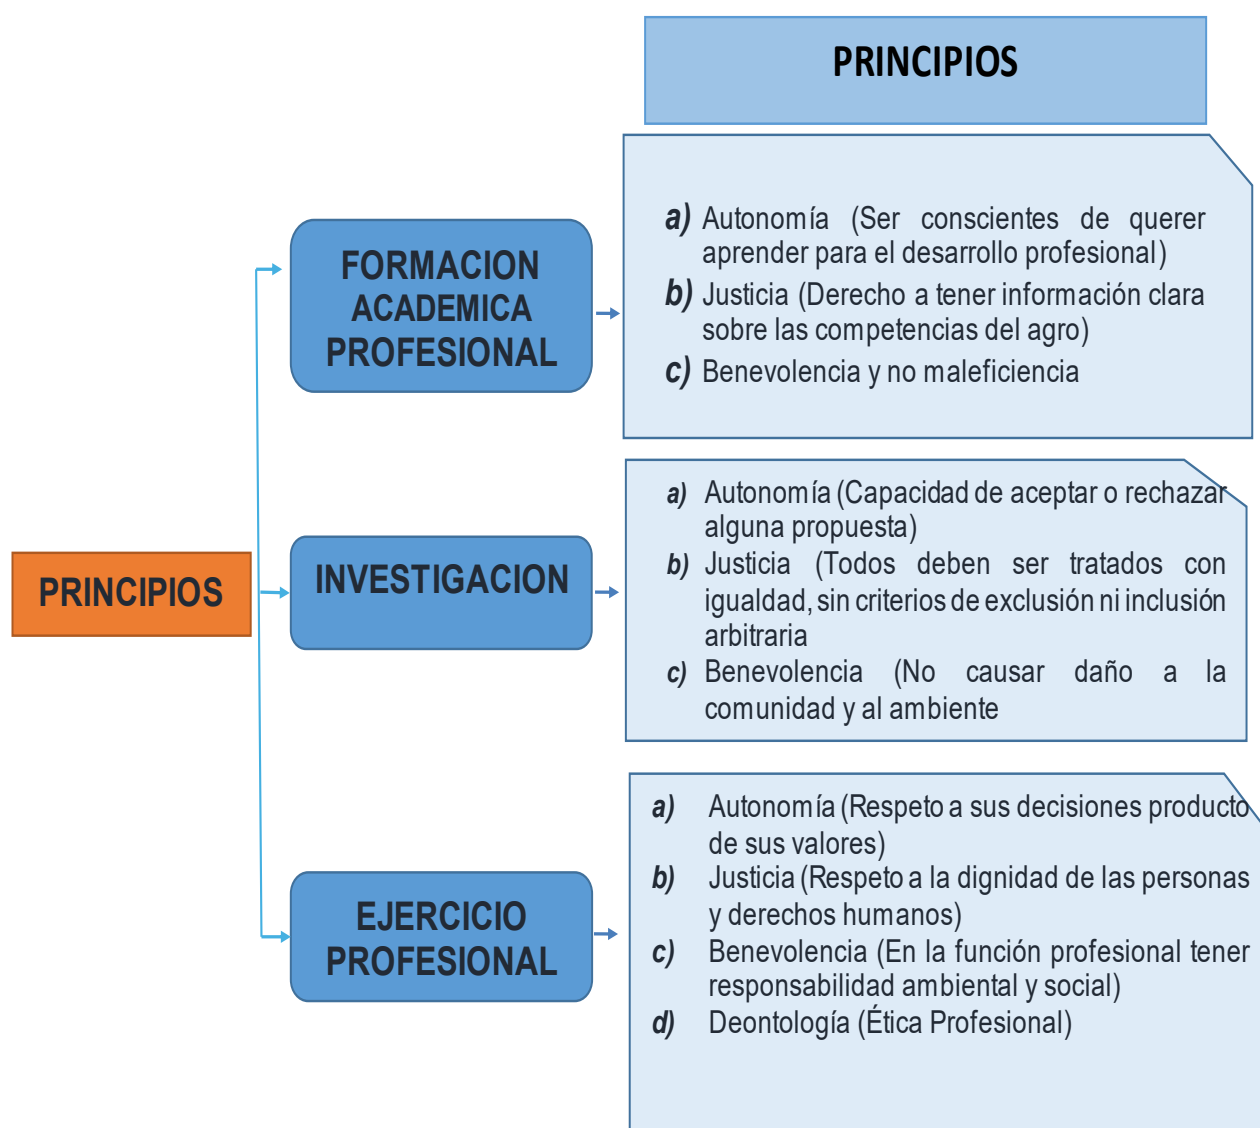 PRINCIPIOS
FORMACION
ACADEMICA
PROFESIONAL
a) Autonomía (Ser conscientes de querer
aprender para el desarrollo profesional)
b) Justicia (Derecho a tener información clara
sobre las competencias del agro)
c) Benevolencia y no maleficiencia
PRINCIPIOS
INVESTIGACION
a) Autonomía (Capacidad de aceptar o rechazar
alguna propuesta)
b) Justicia (Todos deben ser tratados con
igualdad, sin criterios de exclusión ni inclusión
arbitraria
c) Benevolencia (No causar daño a la
comunidad y al ambiente
EJERCICIO
PROFESIONAL
a) Autonomía (Respeto a sus decisiones producto
de sus valores)
b) Justicia (Respeto a la dignidad de las personas
y derechos humanos)
c) Benevolencia (En la función profesional tener
responsabilidad ambiental y social)
d) Deontología (Ética Profesional)